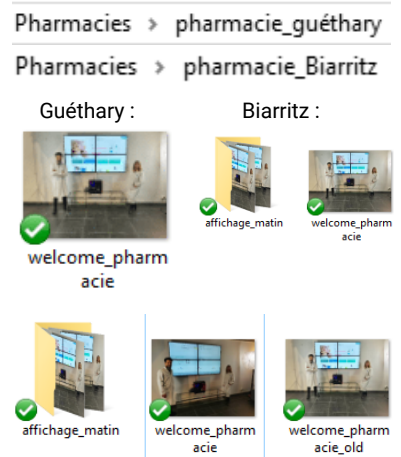 Pharmacies > pharmacie_guéthary
Pharmacies > pharmacie_Biarritz
Guéthary :
Biarritz :
welcome_pharm
acie
affichage_matin
welcome_pharm
acie
affichage_matin
welcome_pharm
acie
welcome_pharm
acie_old